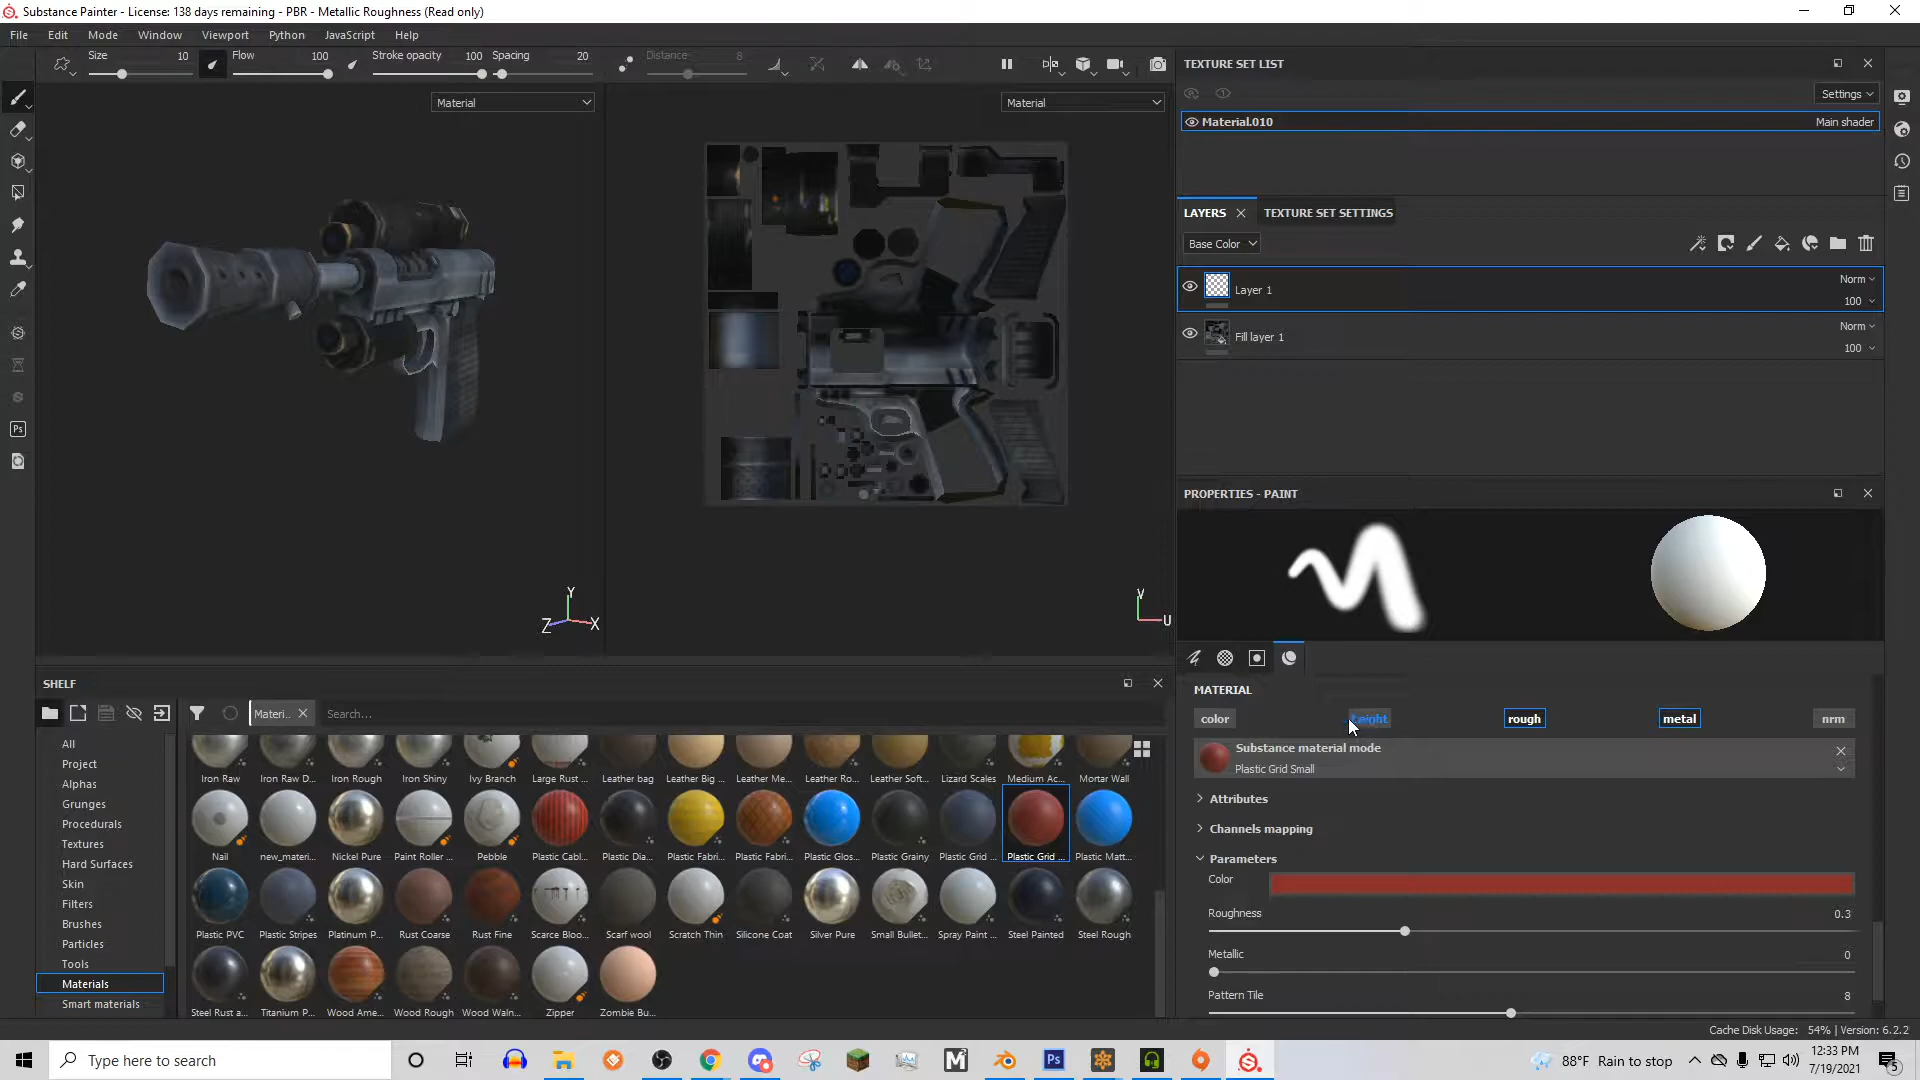 Substance Painter - License: 138 days remaining - PBR - Metallic Roughness (Read only)
File Edit Mode Window Viewport Python JavaScript Help
Size 10 Flow 100 Stroke opacity 100 Spacing 20 Distance 8
Material
Material
Y
Z
X
V
U
TEXTURE SET LIST
Settings
Material.010 Main shader
LAYERS TEXTURE SET SETTINGS
Base Color
Layer 1 Norm
100
Fill layer 1 Norm
100
PROPERTIES - PAINT
MATERIAL
color height rough metal nrm
Substance material mode
Plastic Grid Small
Attributes
Channels mapping
Parameters
Color
Roughness 0.3
Metallic 0
Pattern Tile 8
SHELF
Materi... Search...
All
Project
Alphas
Grunges
Procedurals
Textures
Hard Surfaces
Skin
Filters
Brushes
Particles
Tools
Materials
Smart materials
Iron Raw Iron Raw D... Iron Rough Iron Shiny Ivy Branch Large Rust ... Leather bag Leather Big ... Leather Me... Leather Ro... Leather Soft... Lizard Scales Medium Ac... Mortar Wall
Nail new_materi... Nickel Pure Paint Roller ... Pebble Plastic Cabl... Plastic Dia... Plastic Fabri... Plastic Fabri... Plastic Glos... Plastic Grainy Plastic Grid ... Plastic Grid ... Plastic Matt...
Plastic PVC Plastic Stripes Platinum P... Rust Coarse Rust Fine Scarce Bloo... Scarf wool Scratch Thin Silicone Coat Silver Pure Small Bullet... Spray Paint ... Steel Painted Steel Rough
Steel Rust a... Titanium P... Wood Ame... Wood Rough Wood Waln... Zipper Zombie Bu...
Cache Disk Usage: 54% | Version: 6.2.2
Type here to search
Ps
Ps
88°F Rain to stop
12:33 PM
7/19/2021
5